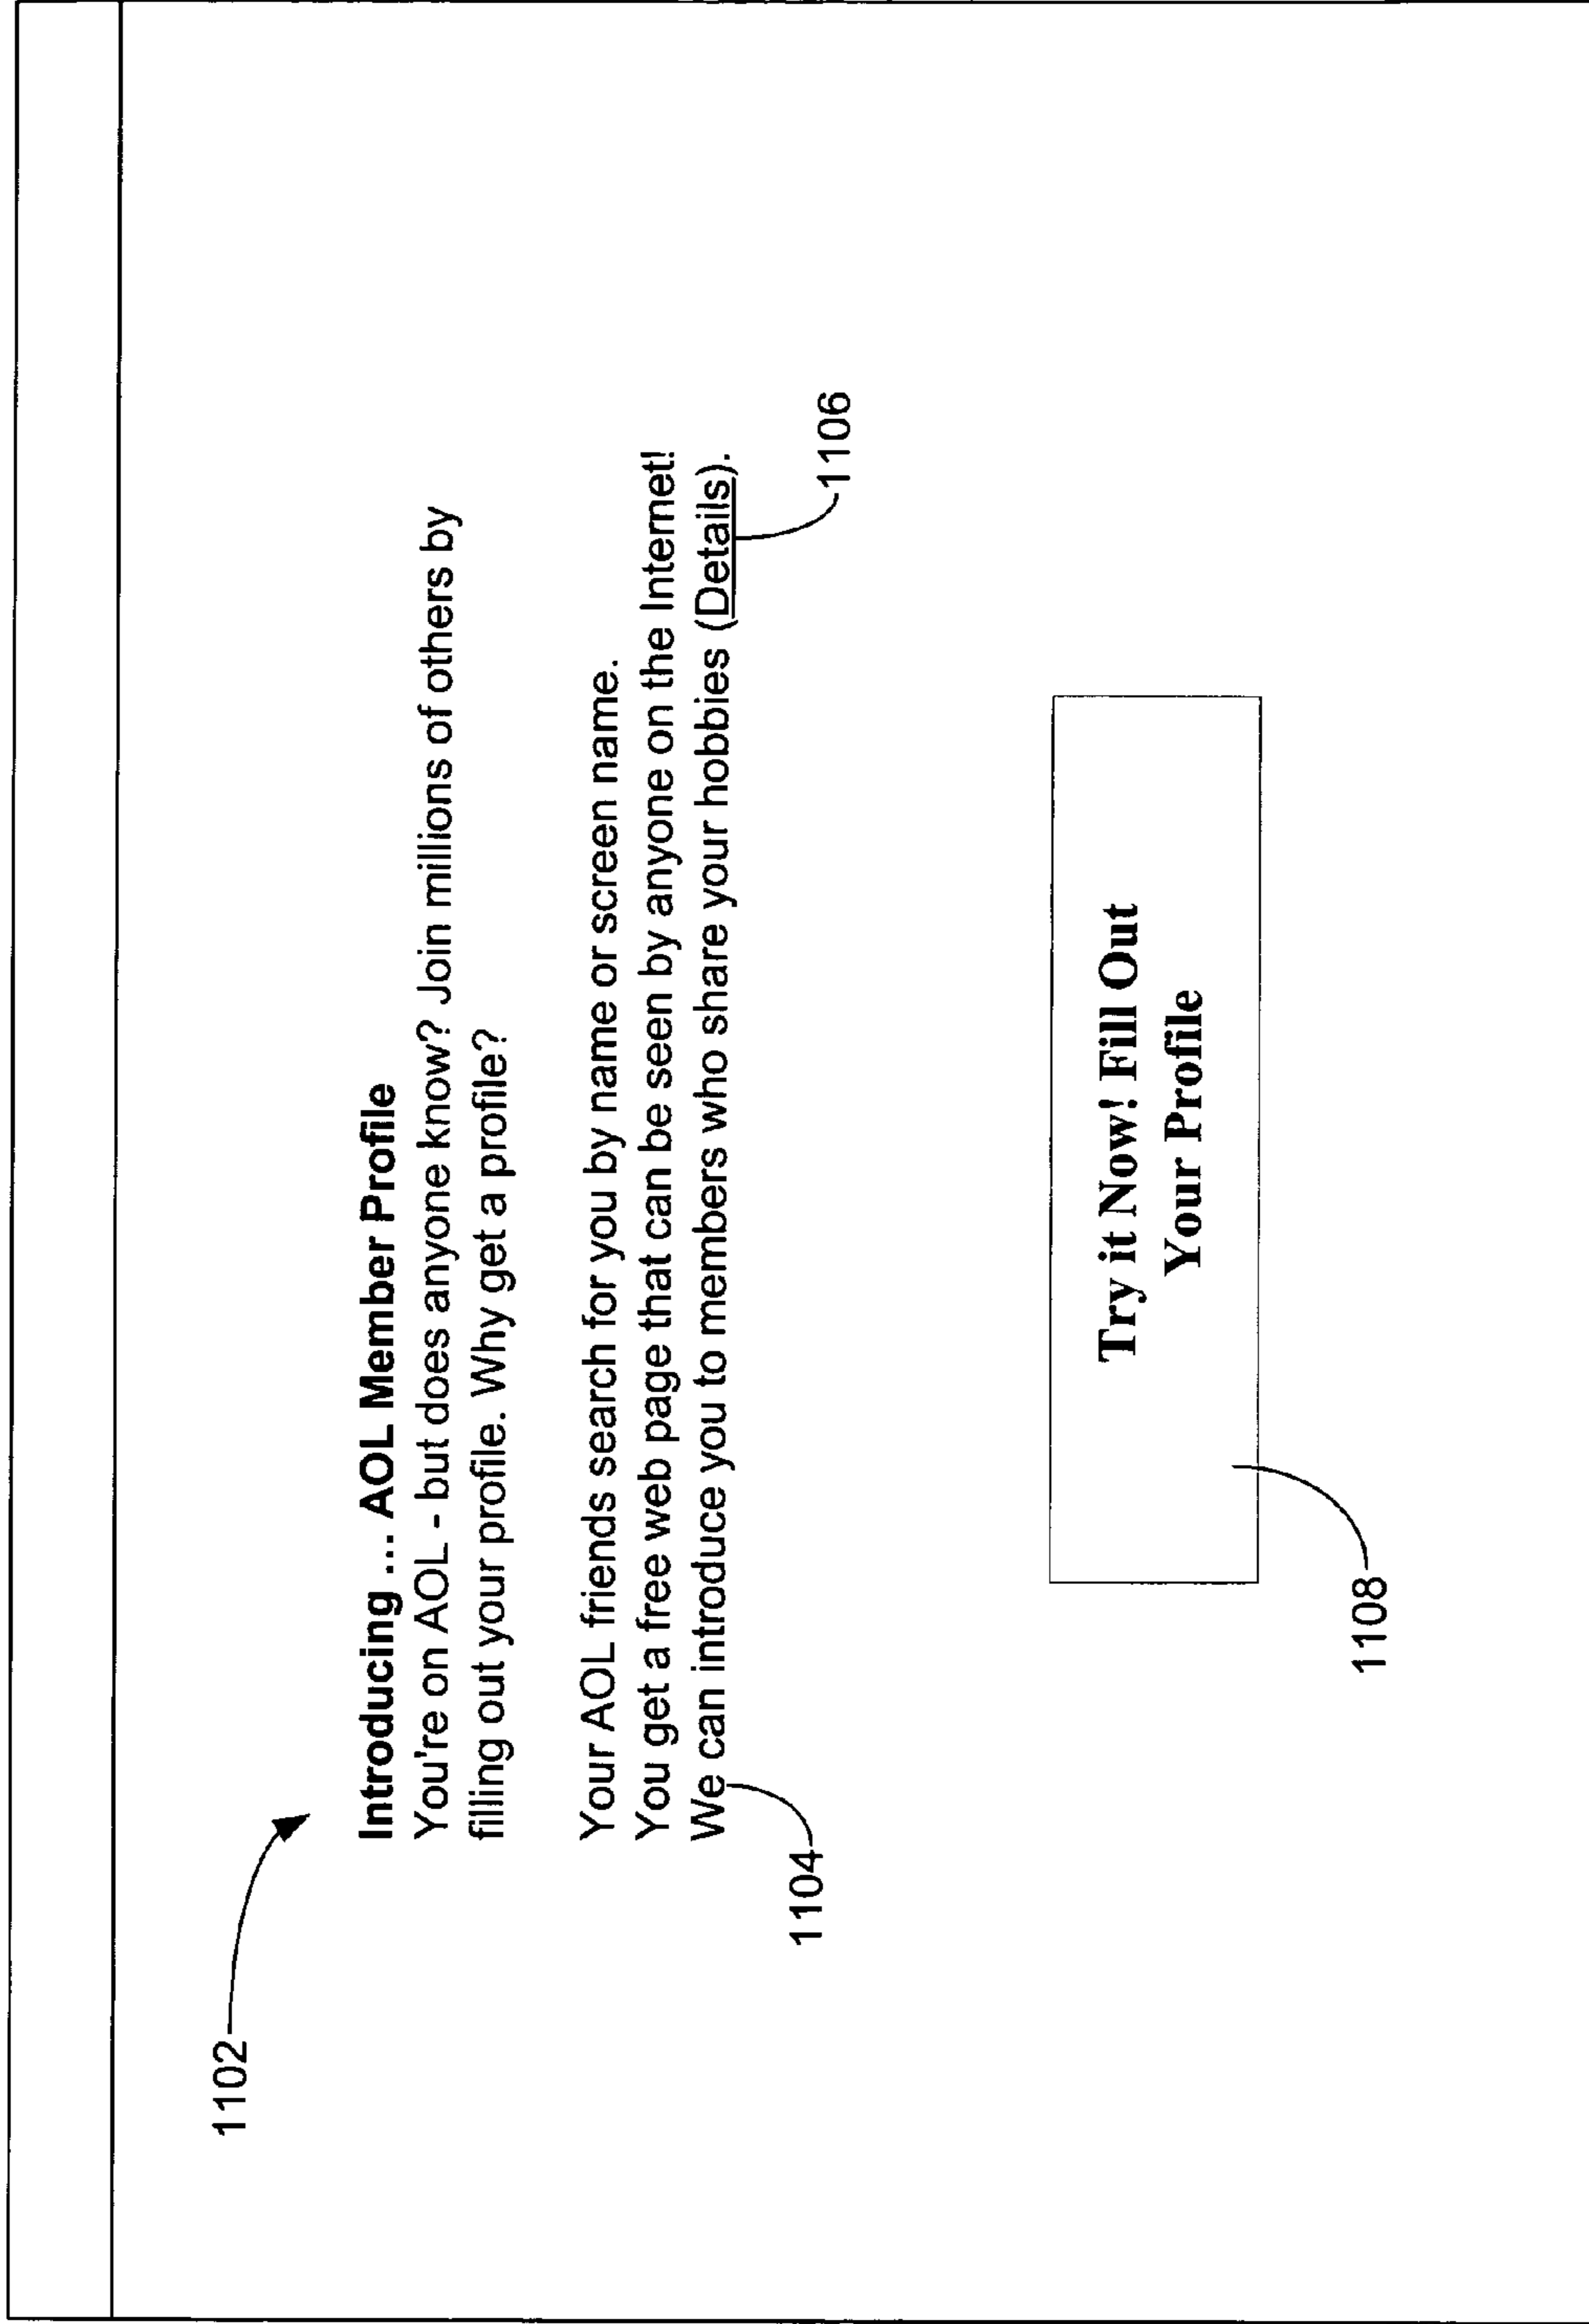 1102
Introducing ... AOL Member Profile
You're on AOL - but does anyone know? Join millions of others by
filling out your profile. Why get a profile?
Your AOL friends search for you by name or screen name.
You get a free web page that can be seen by anyone on the Internet!
We can introduce you to members who share your hobbies (Details).
1104
1106
Try it Now! Fill Out
Your Profile
1108